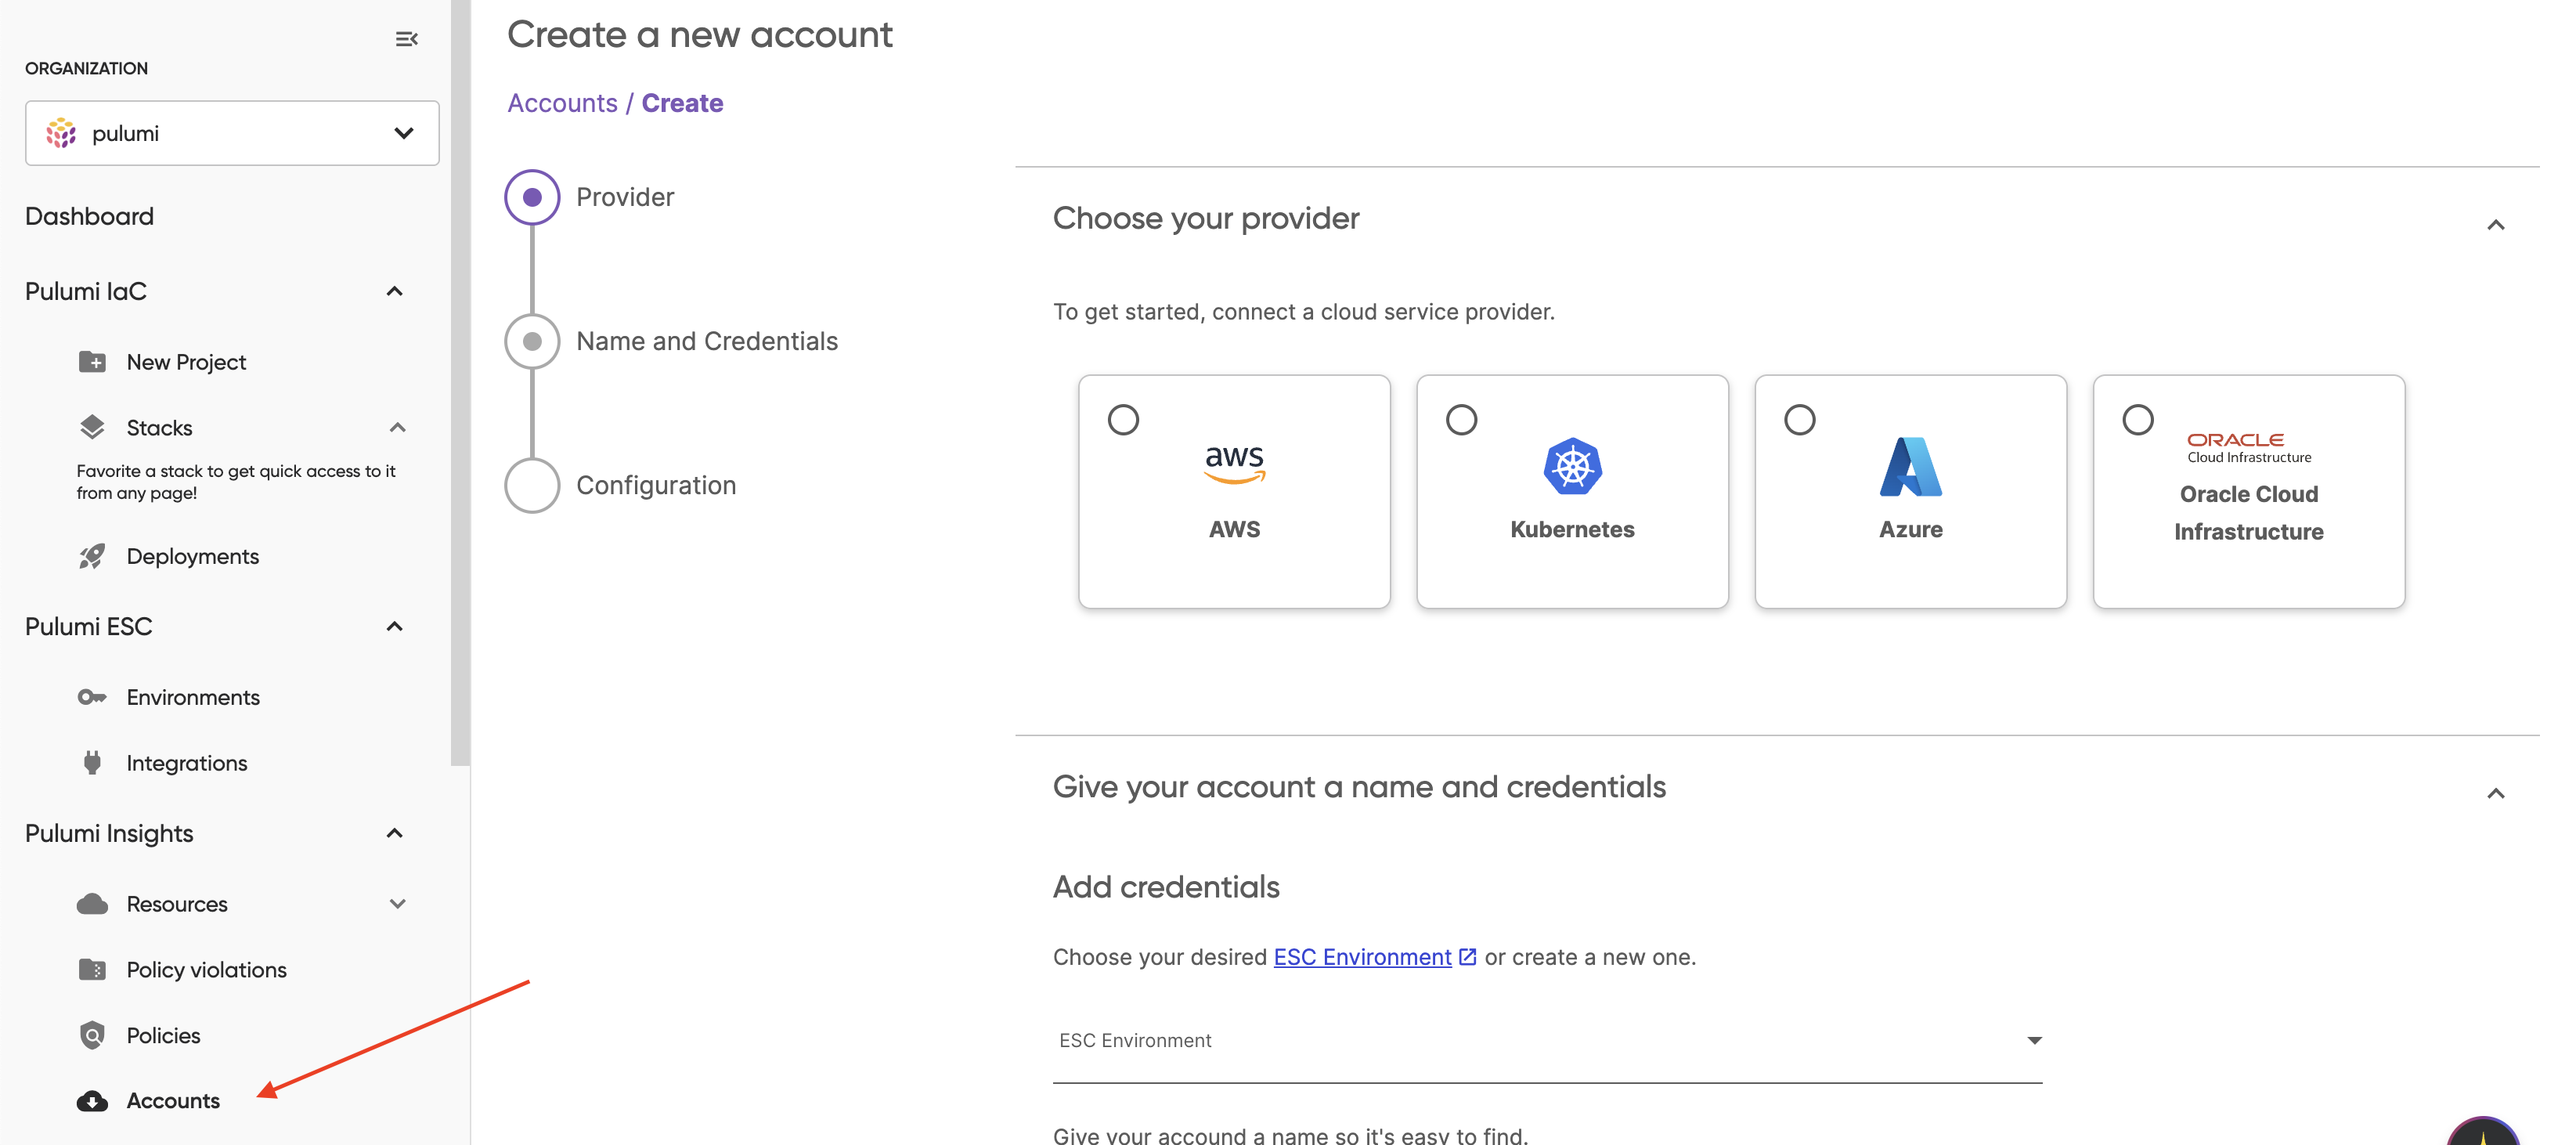 ORGANIZATION
pulumi
Dashboard
Pulumi IaC
New Project
Stacks
Favorite a stack to get quick access to it
from any page!
Deployments
Pulumi ESC
Environments
Integrations
Pulumi Insights
Resources
Policy violations
Policies
Accounts
Create a new account
Accounts / Create
Provider
Name and Credentials
Configuration
Choose your provider
To get started, connect a cloud service provider.
aws
AWS
Kubernetes
Azure
ORACLE
Cloud Infrastructure
Oracle Cloud
Infrastructure
Give your account a name and credentials
Add credentials
Choose your desired ESC Environment or create a new one.
ESC Environment
Give your accound a name so it's easy to find.